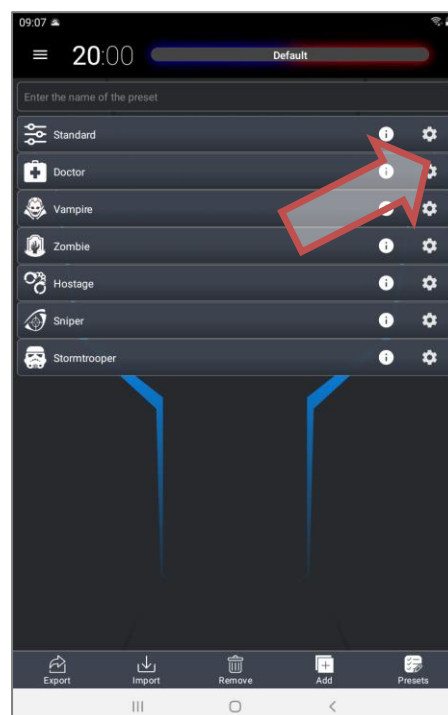 09:07
20:00 Default
Enter the name of the preset
Standard
Doctor
Vampire
Zombie
Hostage
Sniper
Stormtrooper
Export Import Remove Add Presets